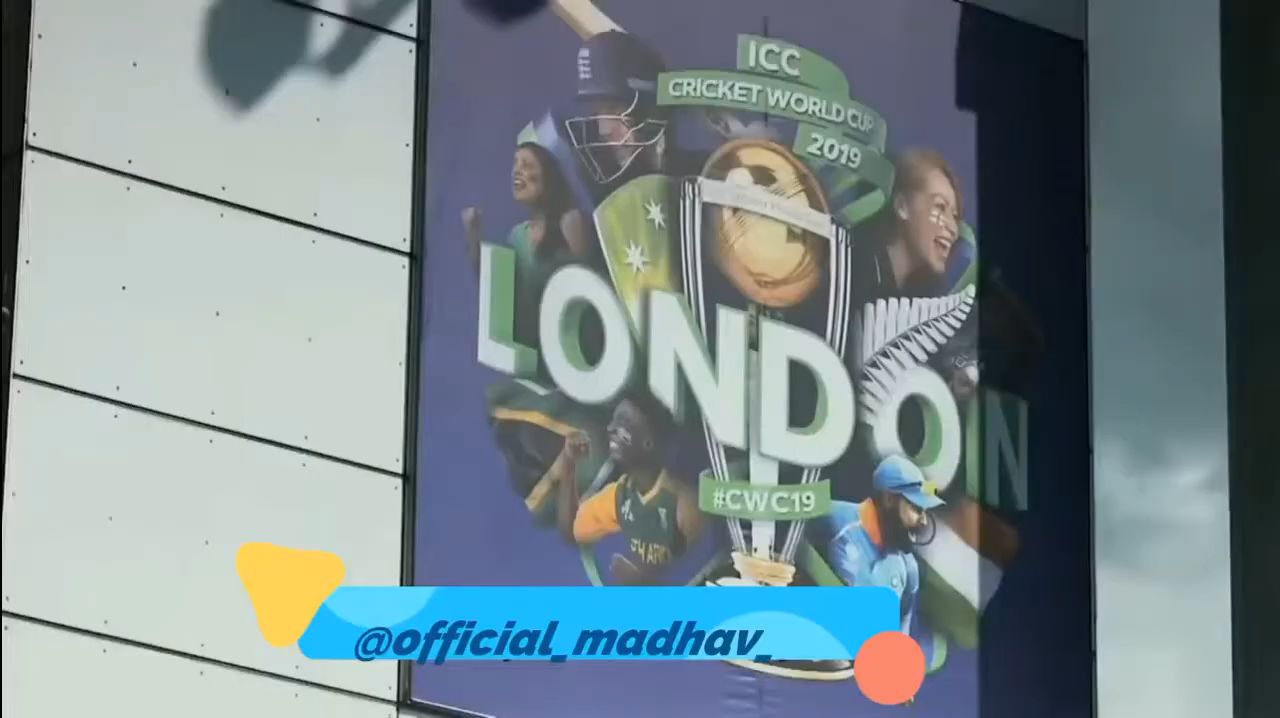 ICC
CRICKET WORLD CUP
2019
LONDON
#CWC19
@official_madhav_